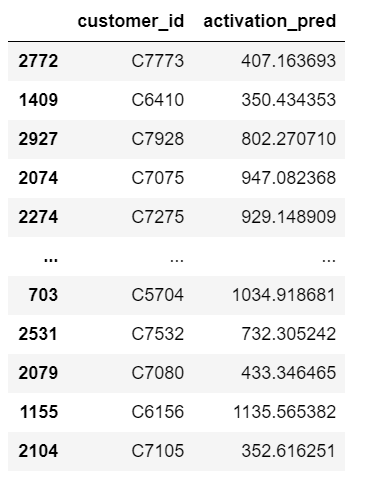 customer_id activation_pred
2772 C7773 407.163693
1409 C6410 350.434353
2927 C7928 802.270710
2074 C7075 947.082368
2274 C7275 929.148909
... ... ...
703 C5704 1034.918681
2531 C7532 732.305242
2079 C7080 433.346465
1155 C6156 1135.565382
2104 C7105 352.616251